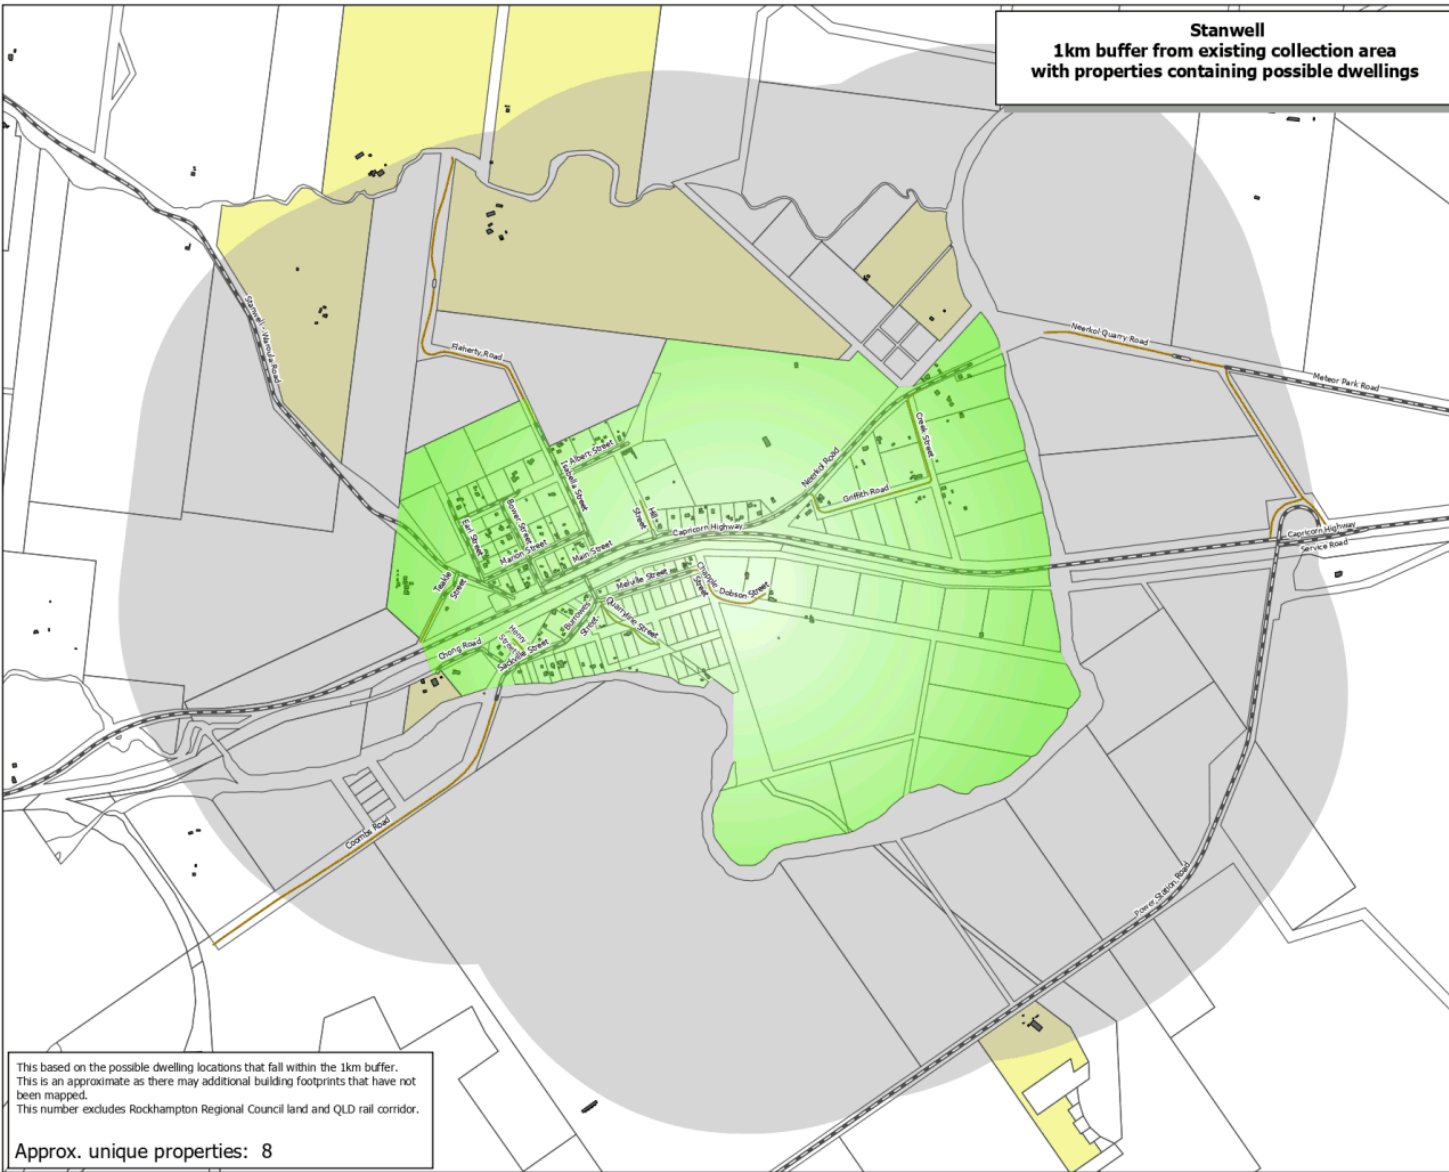 Stanwell
1km buffer from existing collection area
with properties containing possible dwellings
Stanwell - Waroula Road
Flaherty Road
Neerkol Quarry Road
Meteor Park Road
Albert Street
Isabella Street
Creek Street
Neerkol Road
Griffith Road
Bower Street
Earl Street
Hill Street
Capricorn Highway
Marion Street
Main Street
Capricorn Highway
Service Road
Teakle Street
Melville Street
Chapple Street
Dobson Street
Burrowes Street
Quarryline Street
Henry Street
Sackville Street
Chong Road
Coombs Road
Power Station Road
This based on the possible dwelling locations that fall within the 1km buffer.
This is an approximate as there may additional building footprints that have not
been mapped.
This number excludes Rockhampton Regional Council land and QLD rail corridor.
Approx. unique properties: 8